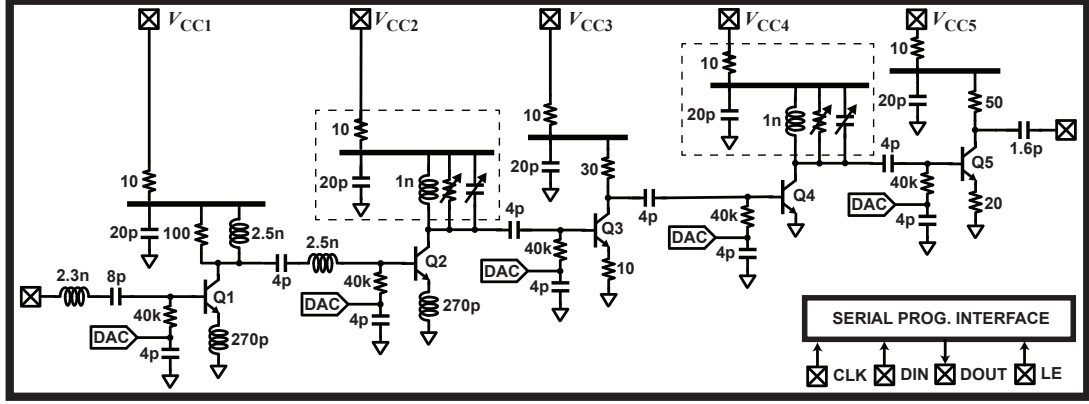 VCC1
VCC2
VCC3
VCC4
VCC5
10
20p
100
2.5n
2.3n
8p
Q1
40k
DAC
4p
270p
4p
2.5n
10
20p
1n
Q2
40k
DAC
4p
270p
10
20p
30
4p
Q3
40k
DAC
4p
10
4p
10
20p
1n
Q4
40k
DAC
4p
10
20p
50
4p
1.6p
Q5
40k
DAC
4p
20
SERIAL PROG. INTERFACE
CLK DIN DOUT LE